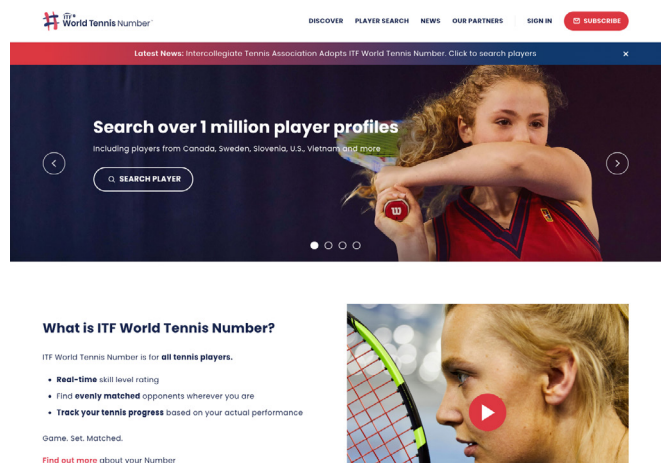 ITF
World Tennis Number
DISCOVER PLAYER SEARCH NEWS OUR PARTNERS SIGN IN SUBSCRIBE
Latest News: Intercollegiate Tennis Association Adopts ITF World Tennis Number. Click to search players
Search over 1 million player profiles
Including players from Canada, Sweden, Slovenia, U.S., Vietnam and more
SEARCH PLAYER
W
What is ITF World Tennis Number?
ITF World Tennis Number is for all tennis players.
• Real-time skill level rating
• Find evenly matched opponents wherever you are
• Track your tennis progress based on your actual performance
Game. Set. Matched.
Find out more about your Number